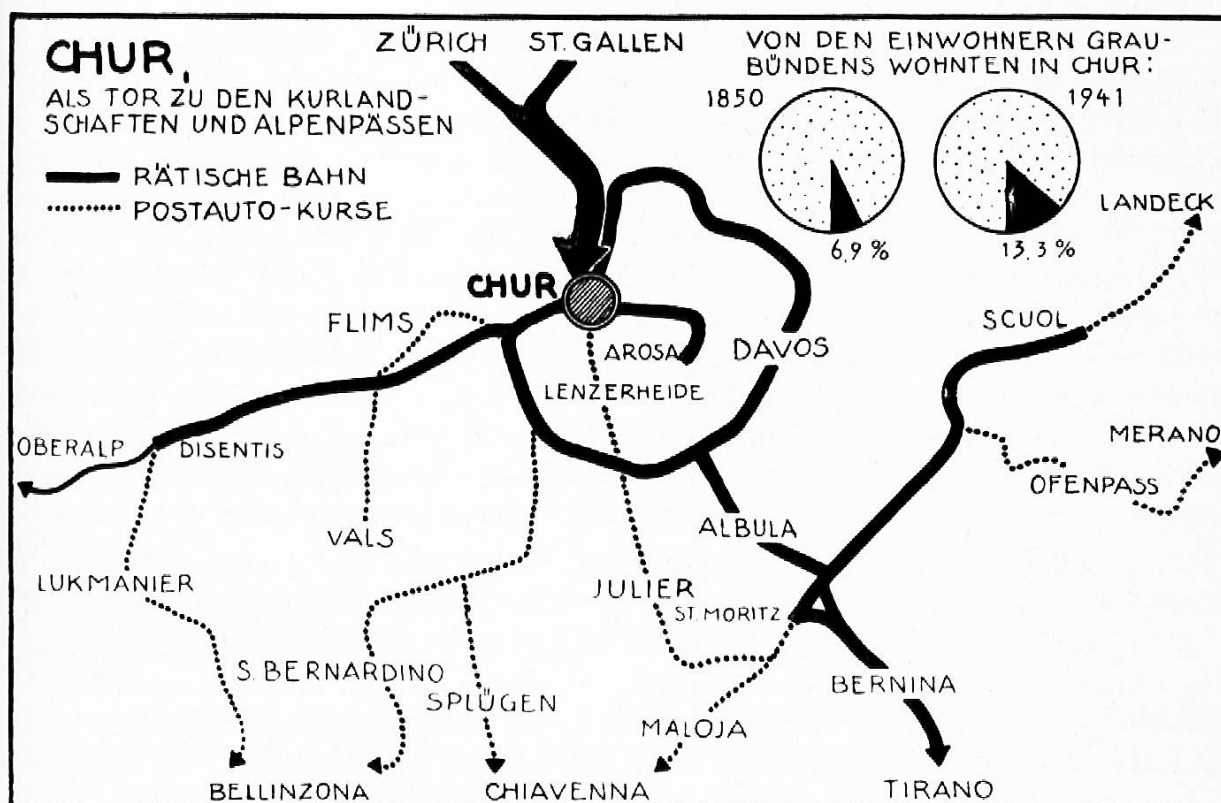 CHUR,
ALS TOR ZU DEN KURLAND-
SCHAFTEN UND ALPENPÄSSEN
RÄTISCHE BAHN
POSTAUTO-KURSE
ZÜRICH
ST. GALLEN
VON DEN EINWOHNERN GRAU-
BÜNDENS WOHNTEN IN CHUR:
1850
1941
6,9 %
13,3 %
LANDECK
CHUR
FLIMS
SCUOL
AROSA
DAVOS
LENZERHEIDE
OBERALP
DISENTIS
MERANO
OFENPASS
VALS
ALBULA
LUKMANIER
JULIER
ST. MORITZ
S. BERNARDINO
SPLÜGEN
BERNINA
MALOJA
BELLINZONA
CHIAVENNA
TIRANO